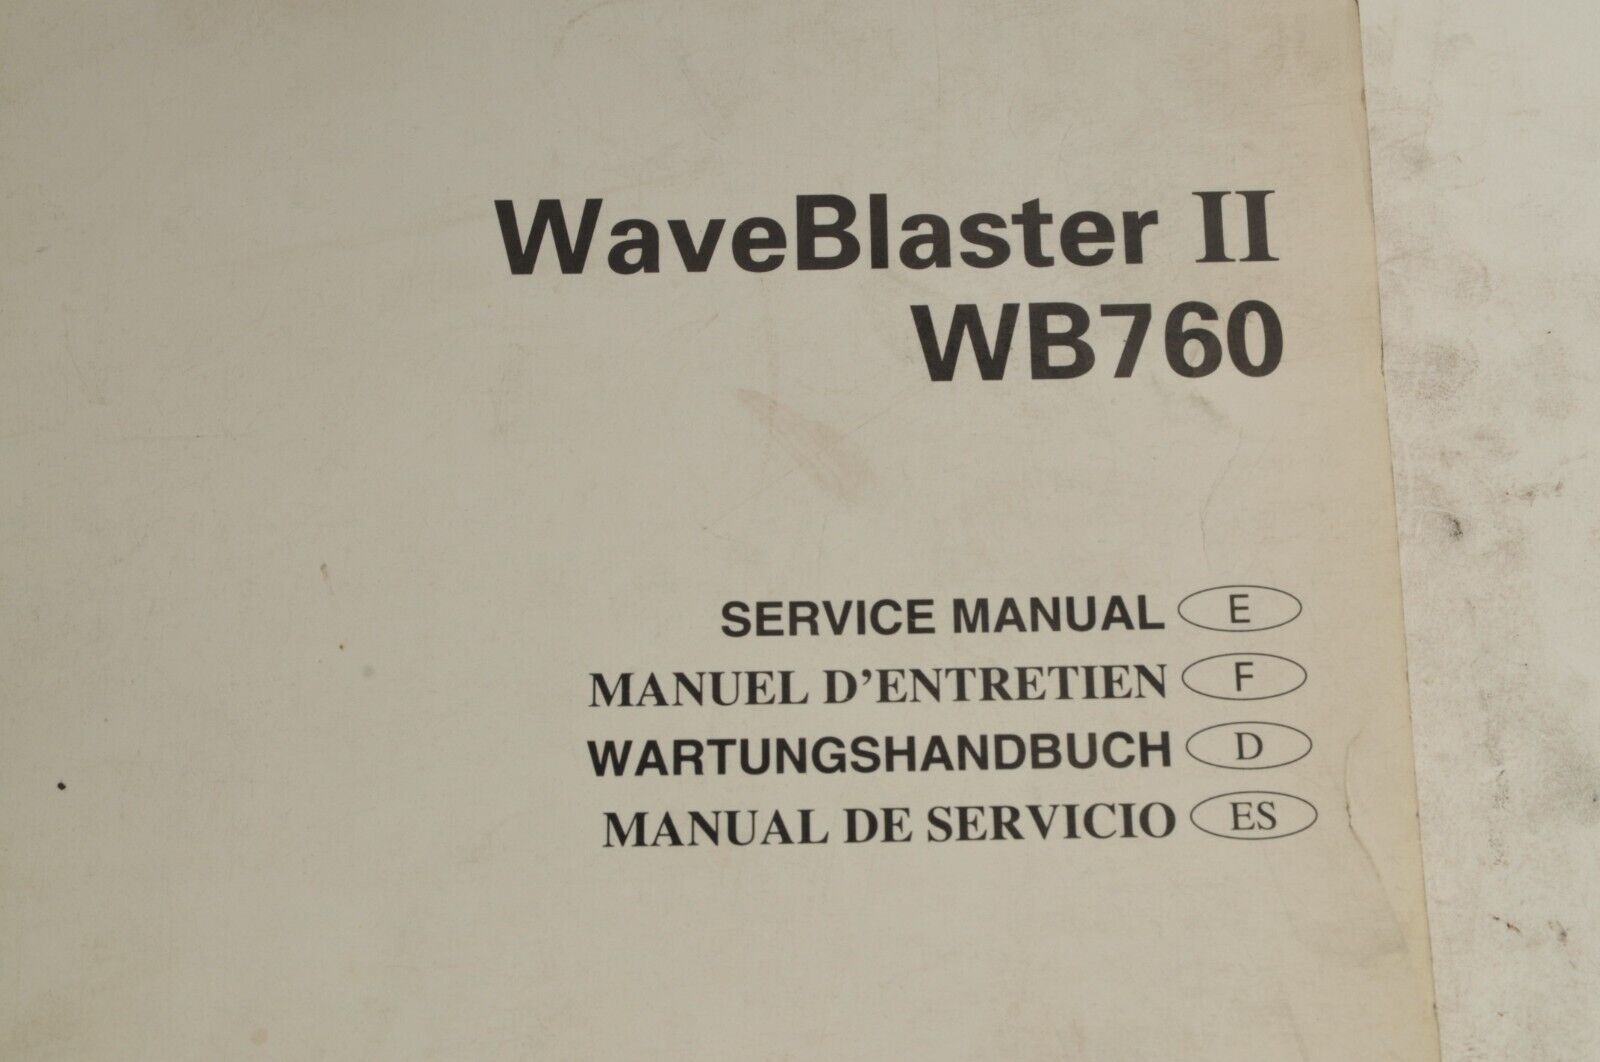 WaveBlaster II
WB760
SERVICE MANUAL E
MANUEL D'ENTRETIEN F
WARTUNGSHANDBUCH D
MANUAL DE SERVICIO ES